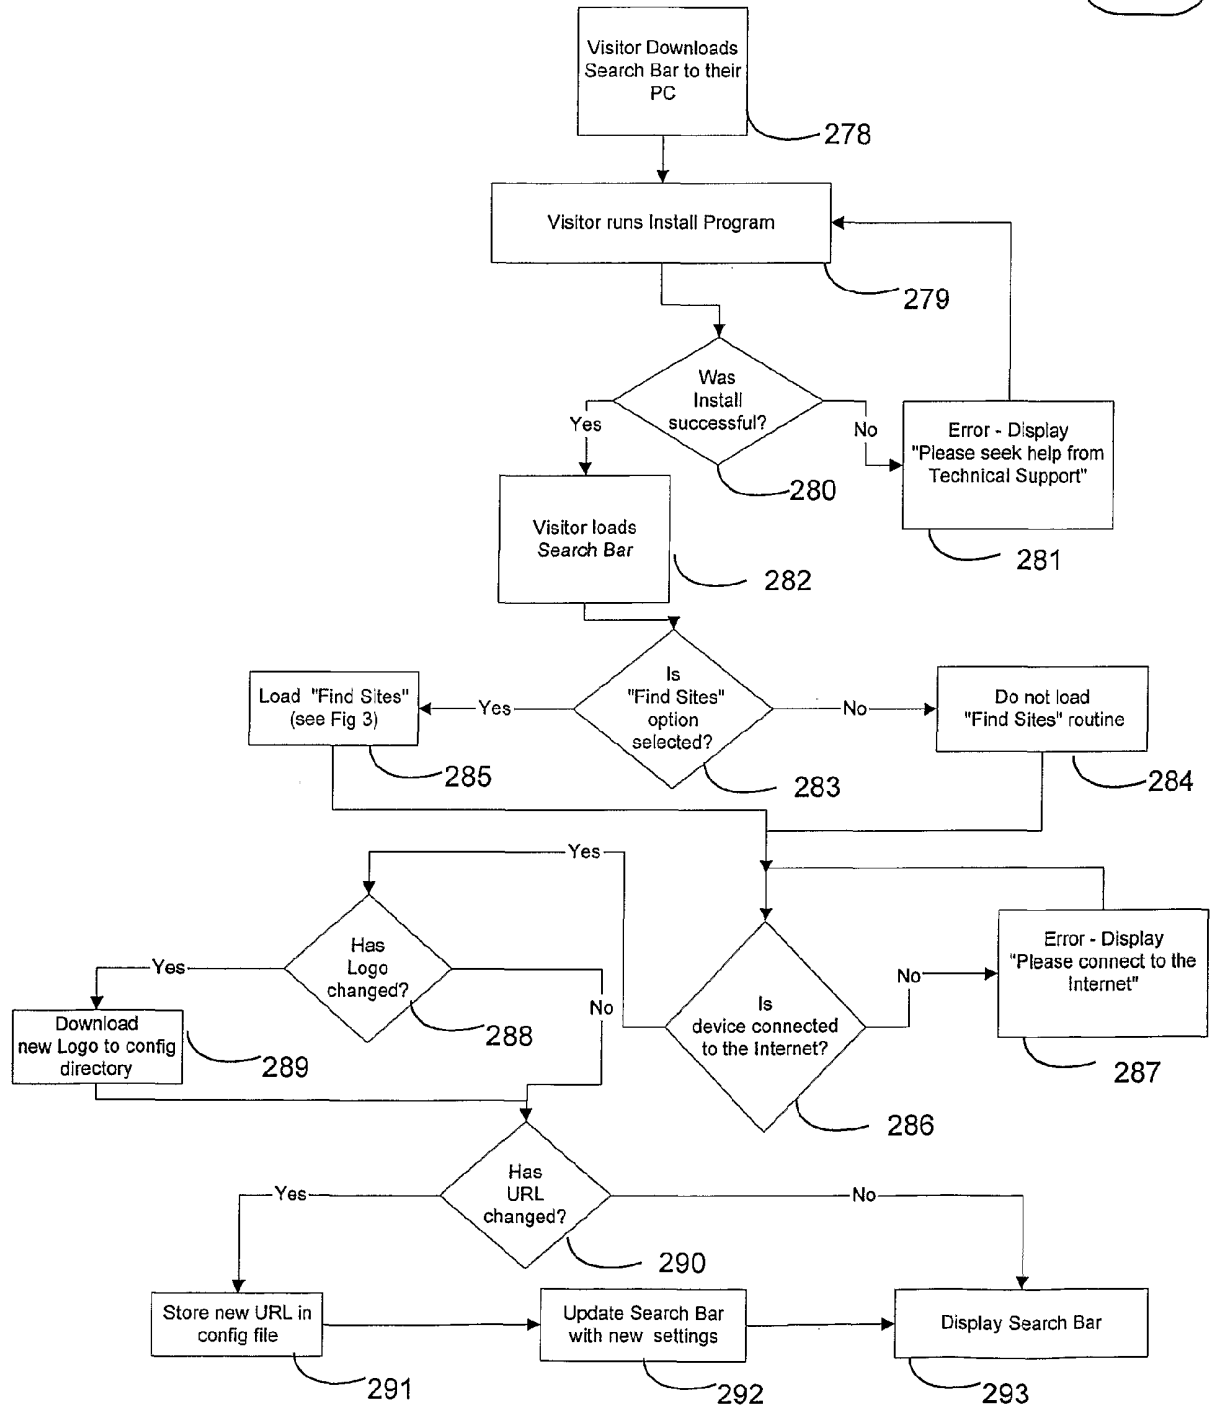 Visitor Downloads
Search Bar to their
PC
278
Visitor runs Install Program
279
Was
Install
successful?
280
Yes
No
Error - Display
"Please seek help from
Technical Support"
281
Visitor loads
Search Bar
282
Is
"Find Sites"
option
selected?
283
Yes
No
Load "Find Sites"
(see Fig 3)
285
Do not load
"Find Sites" routine
284
Yes
Has
Logo
changed?
288
Yes
No
Download
new Logo to config
directory
289
Is
device connected
to the Internet?
286
No
Error - Display
"Please connect to the
Internet"
287
Has
URL
changed?
290
Yes
No
Store new URL in
config file
291
Update Search Bar
with new settings
292
Display Search Bar
293